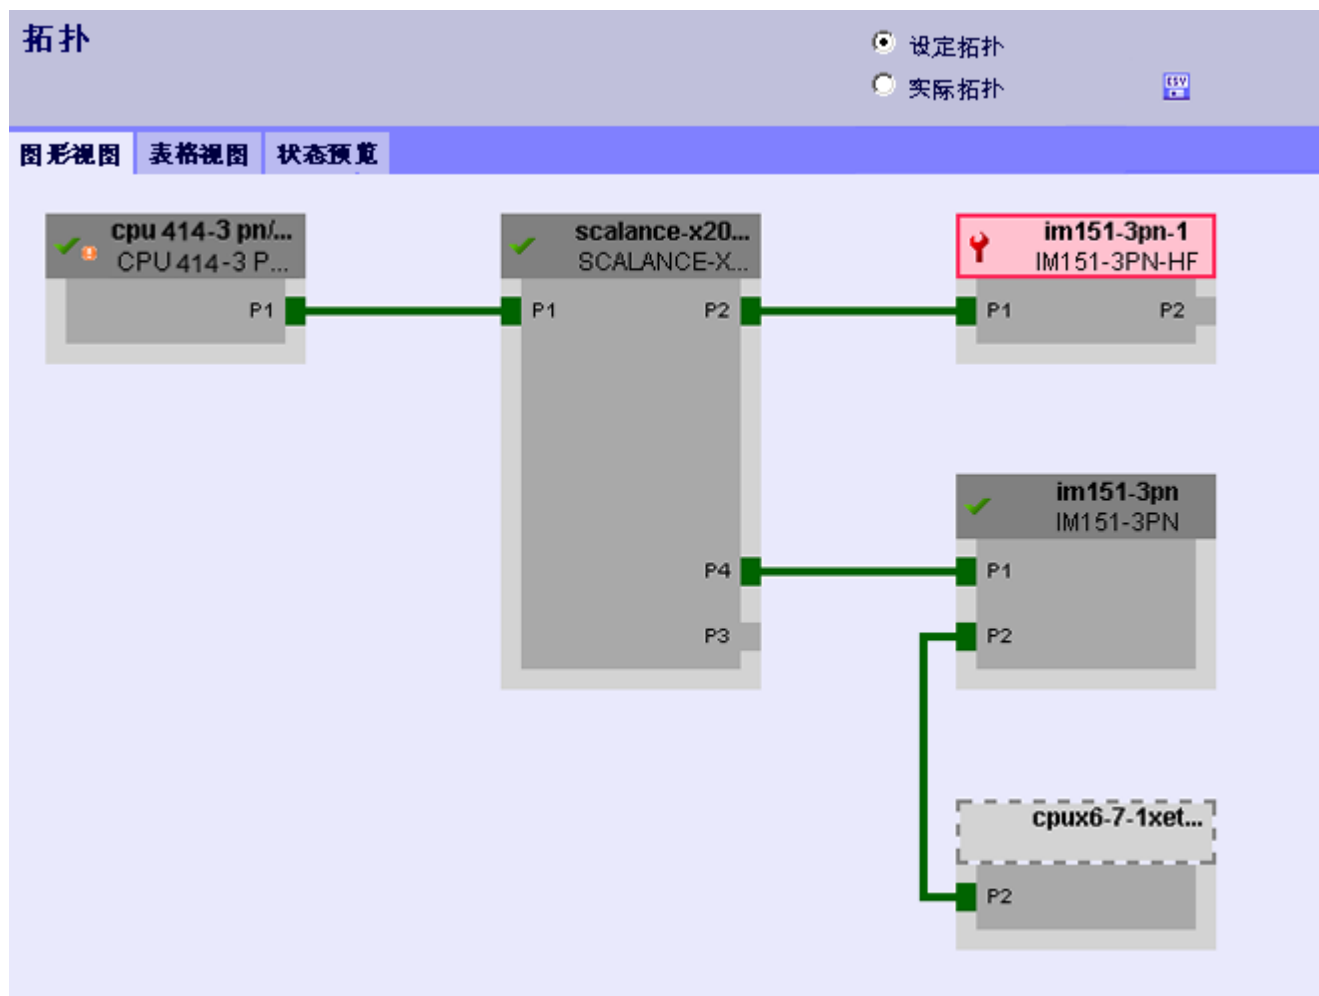 拓扑
设定拓扑
实际拓扑
CSV
图形视图 表格视图 状态预览
cpu 414-3 pn/...
CPU 414-3 P...
P1
scalance-x20...
SCALANCE-X...
P1 P2
P4
P3
im151-3pn-1
IM151-3PN-HF
P1 P2
im151-3pn
IM151-3PN
P1
P2
cpux6-7-1xet...
P2